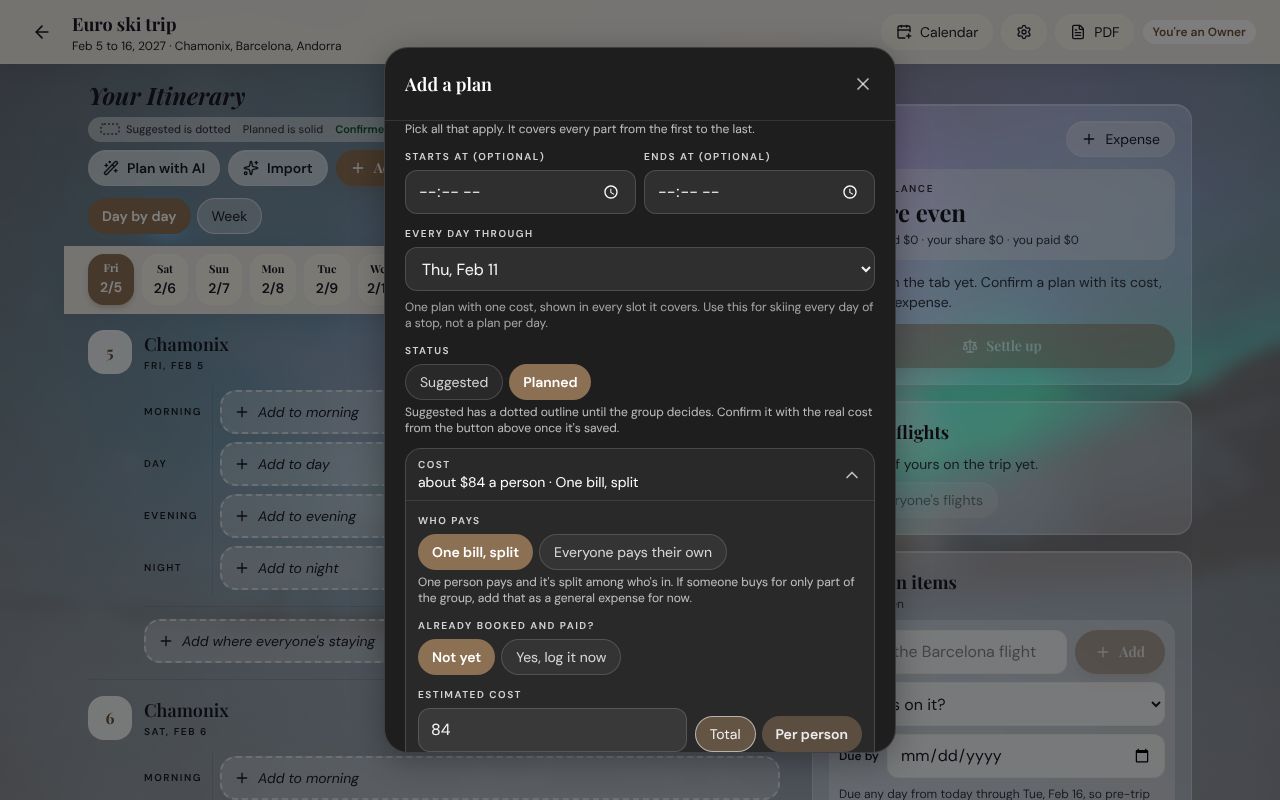 Euro ski trip
Feb 5 to 16, 2027 · Chamonix, Barcelona, Andorra
Calendar
PDF
You're an Owner
Your Itinerary
Suggested is dotted Planned is solid Confirme
Plan with AI
Import
Day by day
Week
Fri 2/5
Sat 2/6
Sun 2/7
Mon 2/8
Tue 2/9
5
Chamonix
FRI, FEB 5
MORNING
+ Add to morning
DAY
+ Add to day
EVENING
+ Add to evening
NIGHT
+ Add to night
+ Add where everyone's staying
6
Chamonix
SAT, FEB 6
MORNING
+ Add to morning
Add a plan
Pick all that apply. It covers every part from the first to the last.
STARTS AT (OPTIONAL)
--:-- --
ENDS AT (OPTIONAL)
--:-- --
EVERY DAY THROUGH
Thu, Feb 11
One plan with one cost, shown in every slot it covers. Use this for skiing every day of
a stop, not a plan per day.
STATUS
Suggested
Planned
Suggested has a dotted outline until the group decides. Confirm it with the real cost
from the button above once it's saved.
COST
about $84 a person · One bill, split
WHO PAYS
One bill, split
Everyone pays their own
One person pays and it's split among who's in. If someone buys for only part of
the group, add that as a general expense for now.
ALREADY BOOKED AND PAID?
Not yet
Yes, log it now
ESTIMATED COST
84
Total
Per person
+ Expense
LANCE
e even
d $0 · your share $0 · you paid $0
n the tab yet. Confirm a plan with its cost,
expense.
Settle up
flights
f yours on the trip yet.
ryone's flights
n items
en
the Barcelona flight
+ Add
s on it?
Due by
mm/dd/yyyy
Due any day from today through Tue, Feb 16, so pre-trip